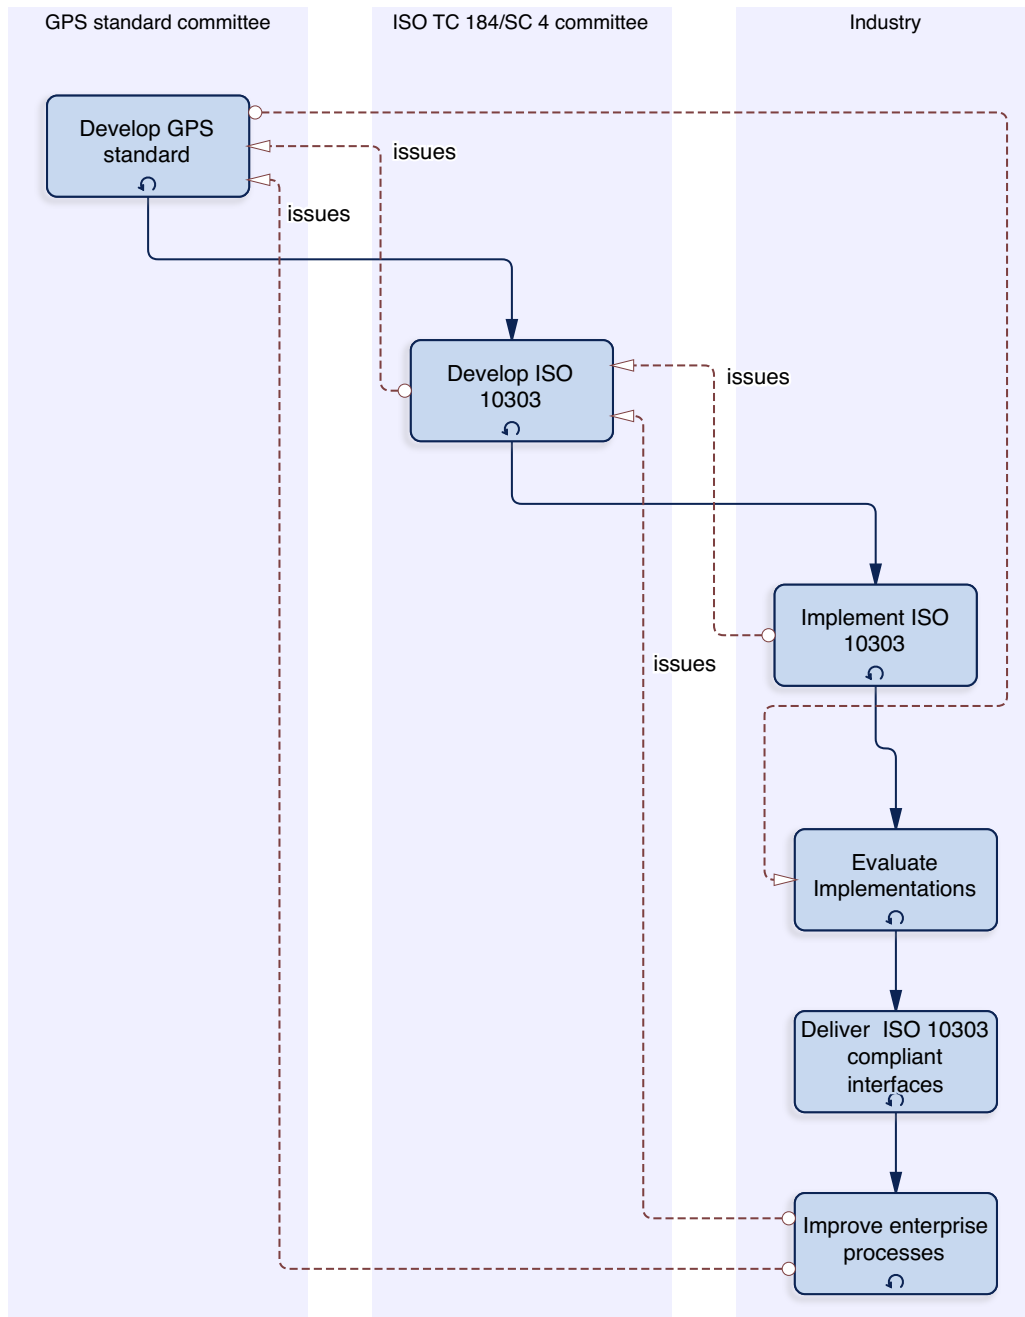 GPS standard committee
ISO TC 184/SC 4 committee
Industry
Develop GPS
standard
issues
issues
Develop ISO
10303
issues
Implement ISO
10303
issues
Evaluate
Implementations
Deliver  ISO 10303
compliant
interfaces
Improve enterprise
processes